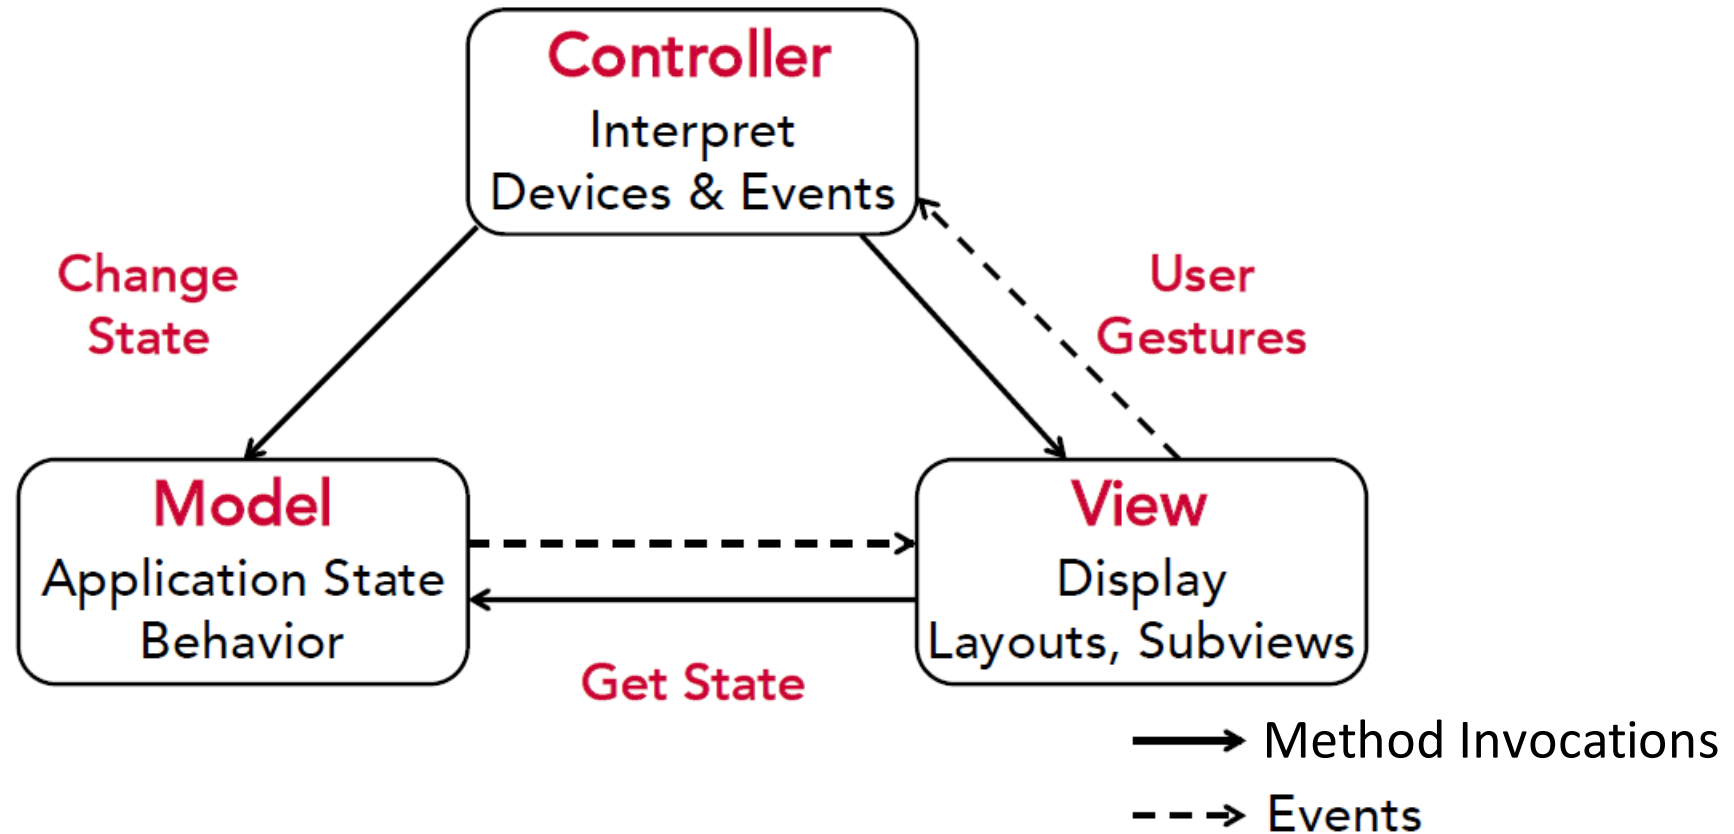 Controller
Interpret
Devices & Events
Change
State
User
Gestures
Model
Application State
Behavior
View
Display
Layouts, Subviews
Get State
Method Invocations
Events